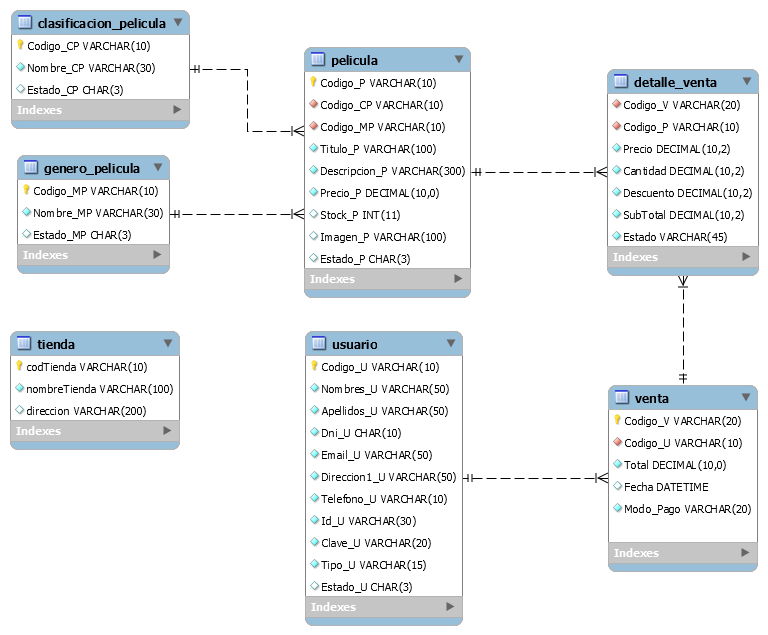 clasificacion_pelicula
Codigo_CP VARCHAR(10)
Nombre_CP VARCHAR(30)
Estado_CP CHAR(3)
Indexes
genero_pelicula
Codigo_MP VARCHAR(10)
Nombre_MP VARCHAR(30)
Estado_MP CHAR(3)
Indexes
tienda
codTienda VARCHAR(10)
nombreTienda VARCHAR(100)
direccion VARCHAR(200)
Indexes
pelicula
Codigo_P VARCHAR(10)
Codigo_CP VARCHAR(10)
Codigo_MP VARCHAR(10)
Titulo_P VARCHAR(100)
Descripcion_P VARCHAR(300)
Precio_P DECIMAL(10,0)
Stock_P INT(11)
Imagen_P VARCHAR(100)
Estado_P CHAR(3)
Indexes
usuario
Codigo_U VARCHAR(10)
Nombres_U VARCHAR(50)
Apellidos_U VARCHAR(50)
Dni_U CHAR(10)
Email_U VARCHAR(50)
Direccion1_U VARCHAR(50)
Telefono_U VARCHAR(10)
Id_U VARCHAR(30)
Clave_U VARCHAR(20)
Tipo_U VARCHAR(15)
Estado_U CHAR(3)
Indexes
detalle_venta
Codigo_V VARCHAR(20)
Codigo_P VARCHAR(10)
Precio DECIMAL(10,2)
Cantidad DECIMAL(10,2)
Descuento DECIMAL(10,2)
SubTotal DECIMAL(10,2)
Estado VARCHAR(45)
Indexes
venta
Codigo_V VARCHAR(20)
Codigo_U VARCHAR(10)
Total DECIMAL(10,0)
Fecha DATETIME
Modo_Pago VARCHAR(20)
Indexes